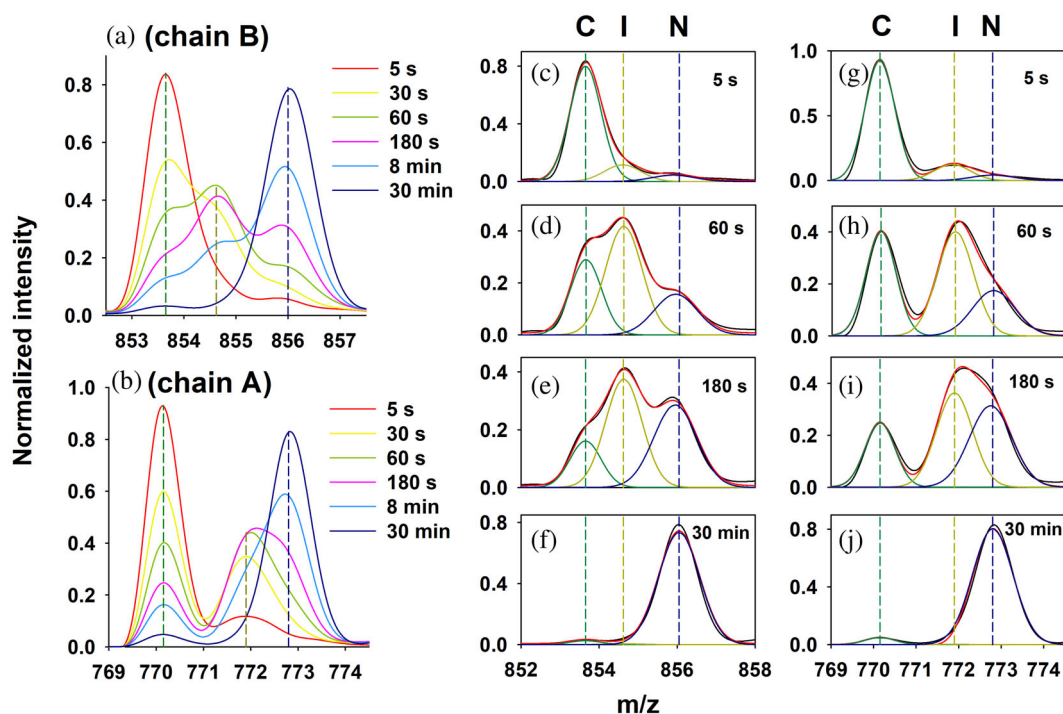 (a) (chain B)
0.8
0.6
0.4
0.2
0.0
853 854 855 856 857
5 s
30 s
60 s
180 s
8 min
30 min
(b) (chain A)
1.0
0.8
0.6
0.4
0.2
0.0
769 770 771 772 773 774
5 s
30 s
60 s
180 s
8 min
30 min
Normalized intensity
C I N
(c) 5 s
0.8
0.4
0.0
(d) 60 s
0.4
0.2
0.0
(e) 180 s
0.4
0.2
0.0
(f) 30 min
0.8
0.4
0.0
852 854 856 858
C I N
(g) 5 s
1.0
0.5
0.0
(h) 60 s
0.4
0.2
0.0
(i) 180 s
0.4
0.2
0.0
(j) 30 min
0.8
0.4
0.0
769 770 771 772 773 774
m/z